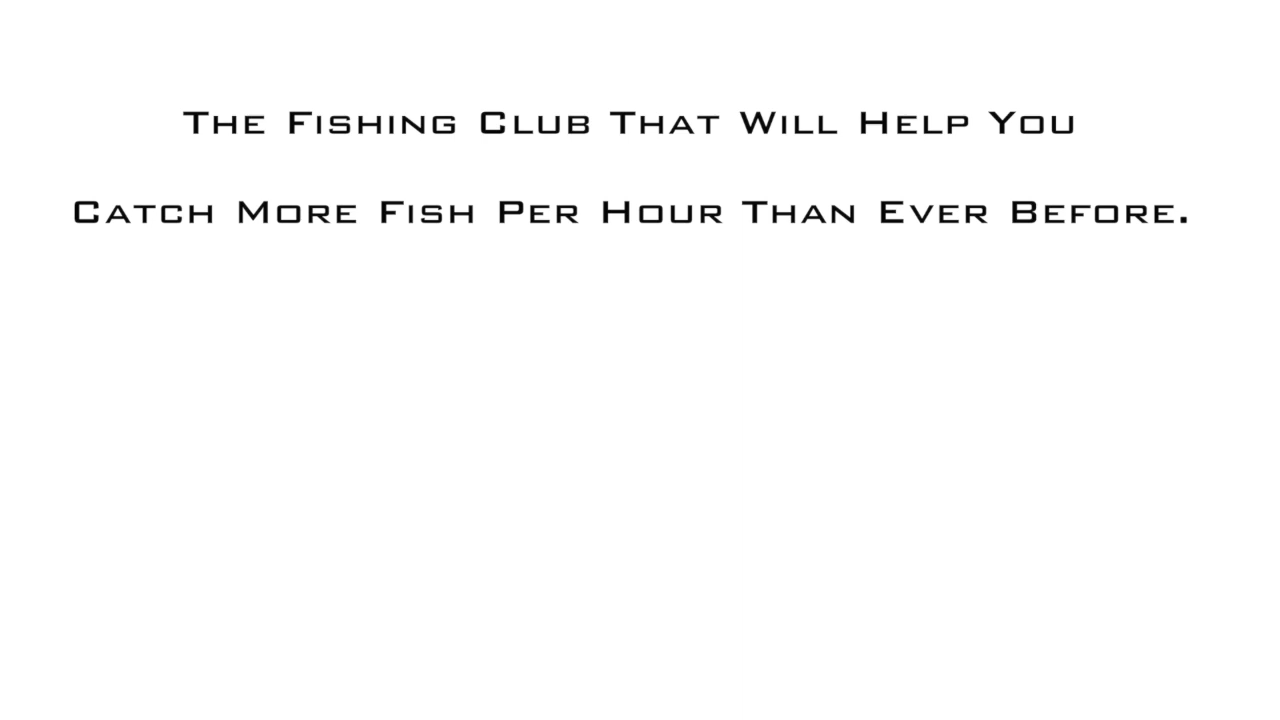 The Fishing Club That Will Help You
Catch More Fish Per Hour Than Ever Before.